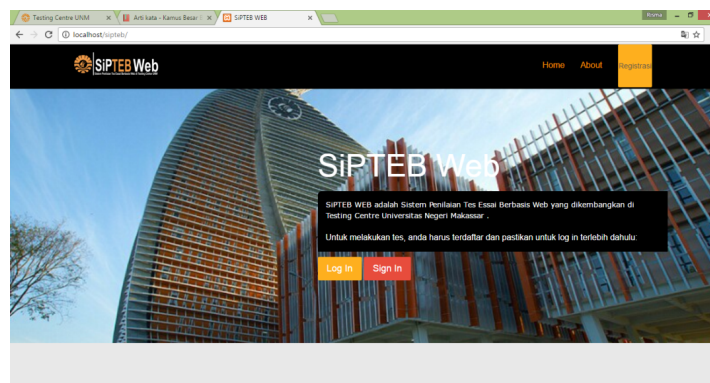 Testing Centre UNM
Arti kata - Kamus Besar
SiPTEB WEB
Risma
localhost/sipteb/
SiPTEB Web
Home
About
Registrasi
SiPTEB Web
SiPTEB WEB adalah Sistem Penilaian Tes Essai Berbasis Web yang dikembangkan di
Testing Centre Universitas Negeri Makassar .
Untuk melakukan tes, anda harus terdaftar dan pastikan untuk log in terlebih dahulu:
Log In
Sign In